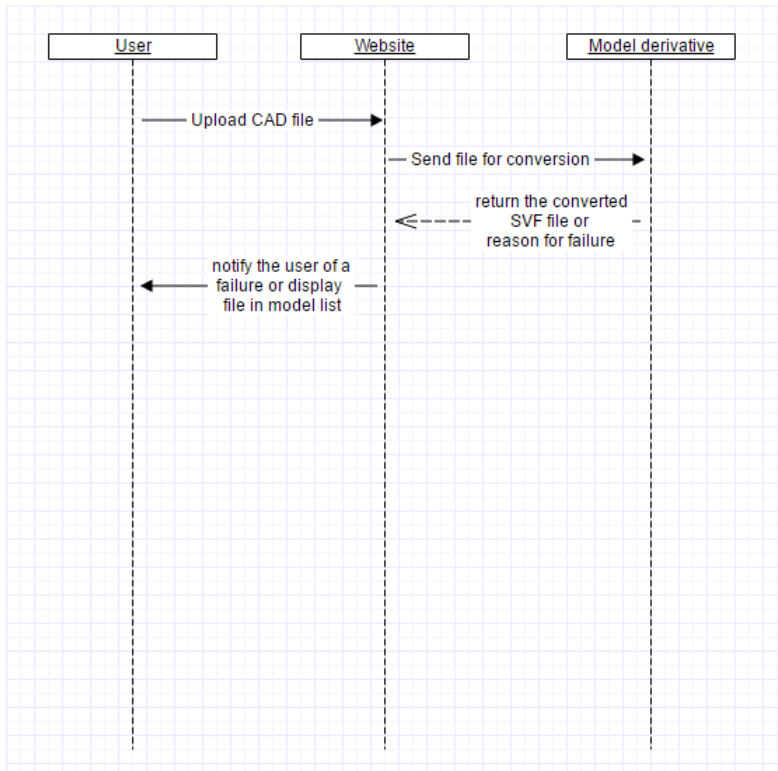 User
Website
Model derivative
Upload CAD file
Send file for conversion
return the converted
SVF file or
reason for failure
notify the user of a
failure or display
file in model list